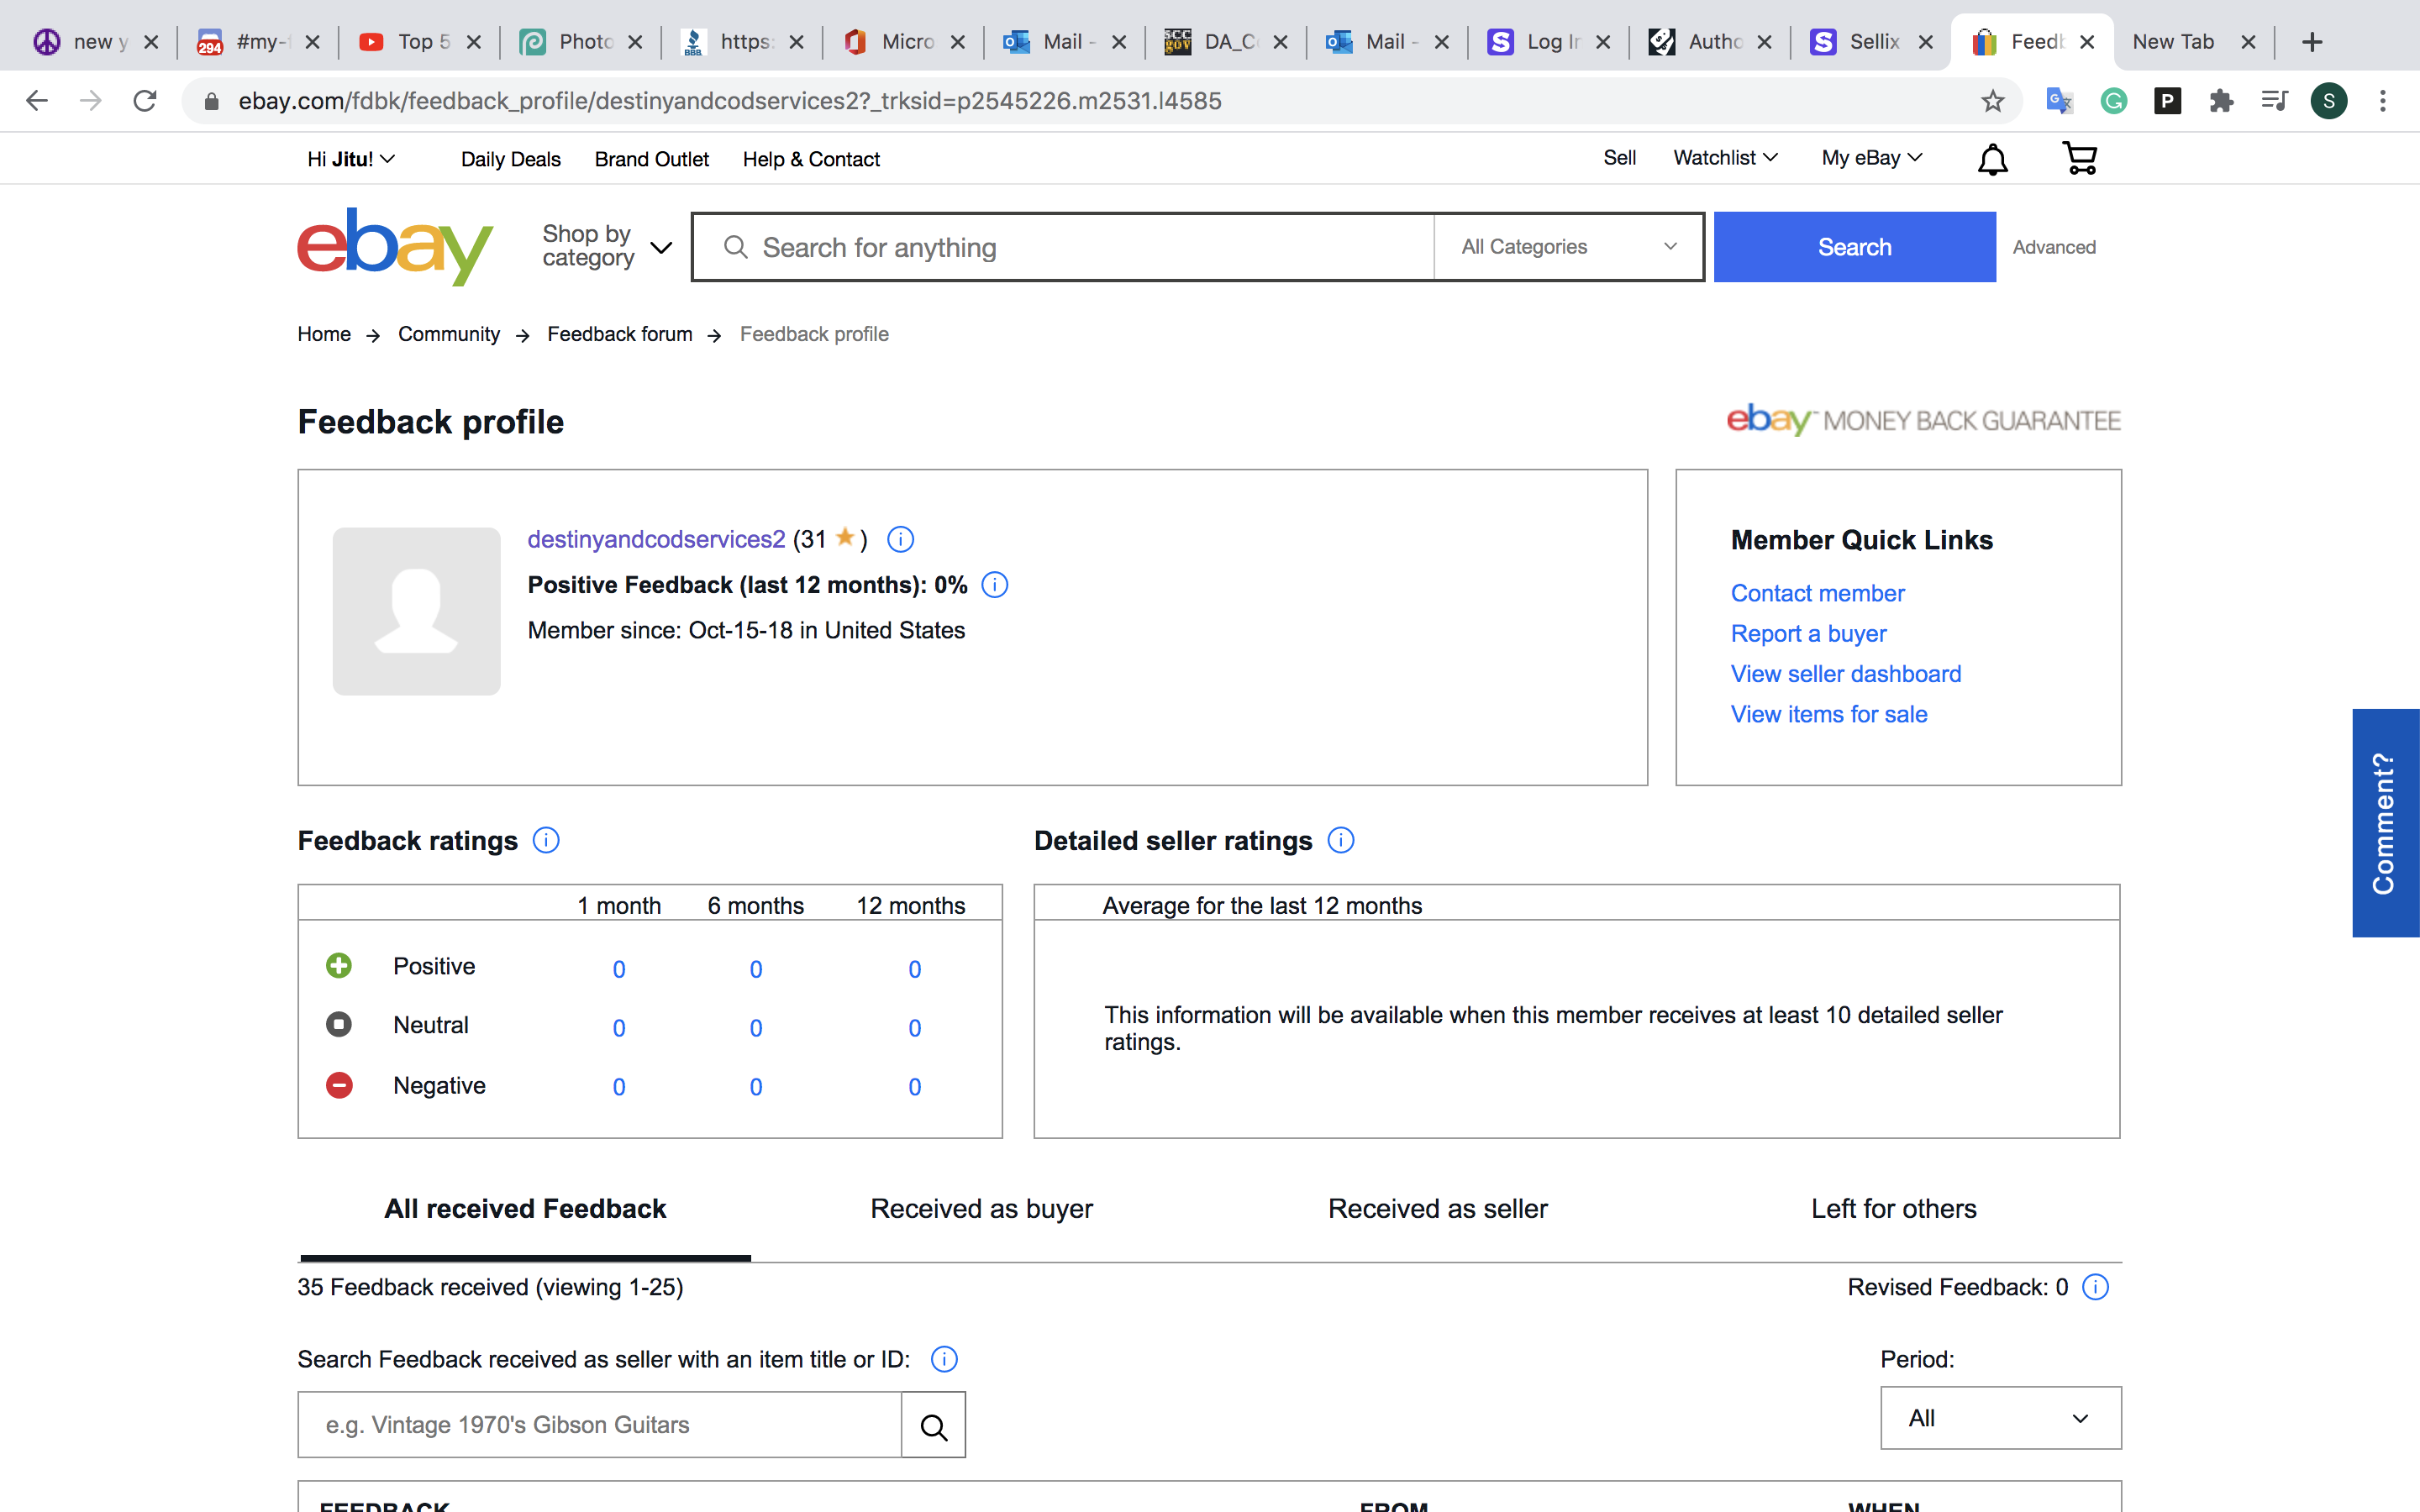 new y
294
#my-
Top 5
Photo
BBB
https:
Micro
Mail -
SCC
GOV
DA_C
Mail -
Log In
Autho
Sellix
Feedb
New Tab
ebay.com/fdbk/feedback_profile/destinyandcodservices2?_trksid=p2545226.m2531.l4585
P
S
Hi Jitu!
Daily Deals
Brand Outlet
Help & Contact
Sell
Watchlist
My eBay
ebay
Shop by
category
Search for anything
All Categories
Search
Advanced
Home
Community
Feedback forum
Feedback profile
Feedback profile
ebay™ MONEY BACK GUARANTEE
destinyandcodservices2 (31 ★)
Positive Feedback (last 12 months): 0%
Member since: Oct-15-18 in United States
Member Quick Links
Contact member
Report a buyer
View seller dashboard
View items for sale
Comment?
Feedback ratings
1 month 6 months 12 months
Positive 0 0 0
Neutral 0 0 0
Negative 0 0 0
Detailed seller ratings
Average for the last 12 months
This information will be available when this member receives at least 10 detailed seller
ratings.
All received Feedback
Received as buyer
Received as seller
Left for others
35 Feedback received (viewing 1-25)
Revised Feedback: 0
Search Feedback received as seller with an item title or ID:
Period:
e.g. Vintage 1970's Gibson Guitars
All
FEEDBACK
FROM
WHEN